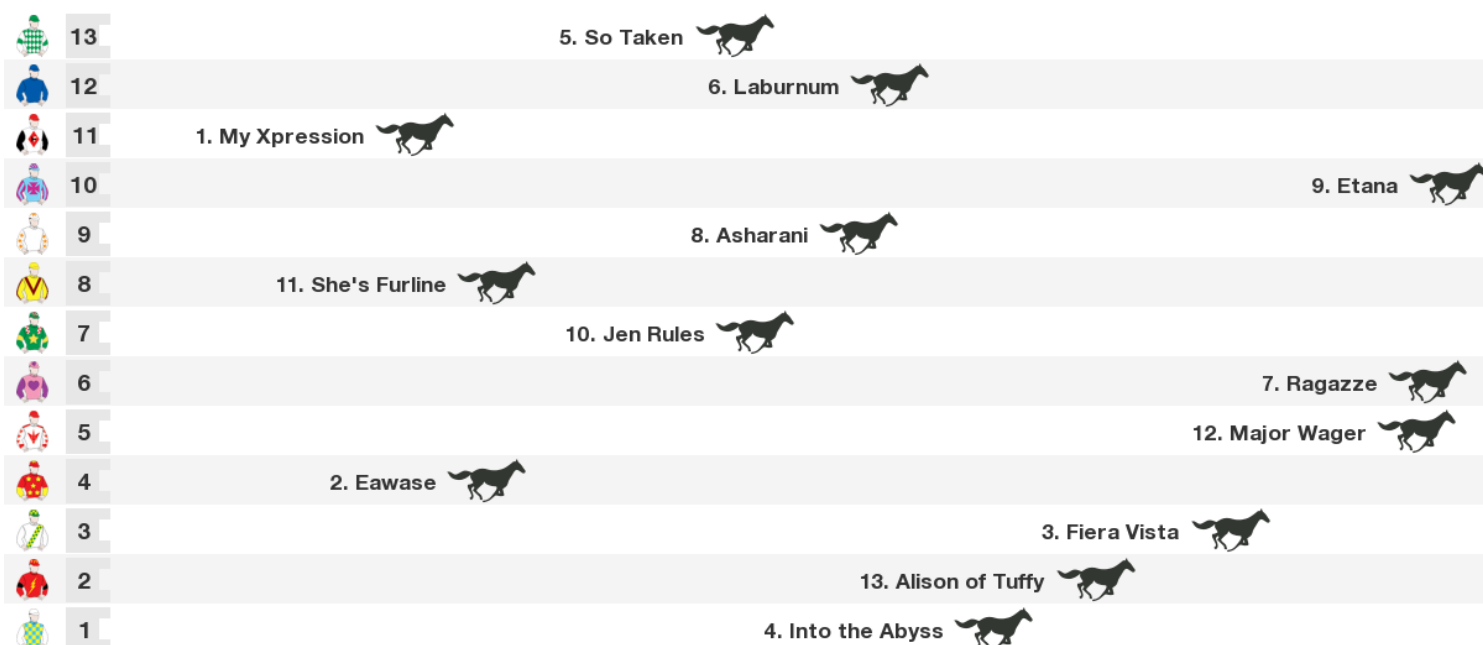 13 5. So Taken
12 6. Laburnum
11 1. My Xpression
10 9. Etana
9 8. Asharani
8 11. She's Furline
7 10. Jen Rules
6 7. Ragazze
5 12. Major Wager
4 2. Eawase
3 3. Fiera Vista
2 13. Alison of Tuffy
1 4. Into the Abyss